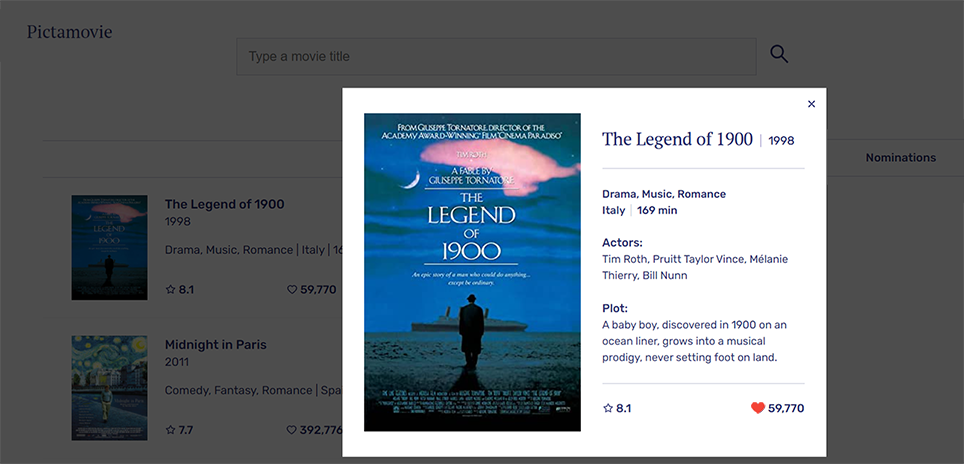 Pictamovie
Type a movie title
Nominations
The Legend of 1900
1998
Drama, Music, Romance | Italy |
8.1
59,770
Midnight in Paris
2011
Comedy, Fantasy, Romance |
7.7
392,776
FROM GIUSEPPE TORNATORE, DIRECTOR OF THE
ACADEMY AWARD-WINNING FILM "CINEMA PARADISO"
TIM ROTH
A FABLE BY
GIUSEPPE TORNATORE
THE
LEGEND
OF
1900
An epic story of a man who could do anything...
except be ordinary.
The Legend of 1900 | 1998
Drama, Music, Romance
Italy | 169 min
Actors:
Tim Roth, Pruitt Taylor Vince, Mélanie
Thierry, Bill Nunn
Plot:
A baby boy, discovered in 1900 on an
ocean liner, grows into a musical
prodigy, never setting foot on land.
8.1
59,770